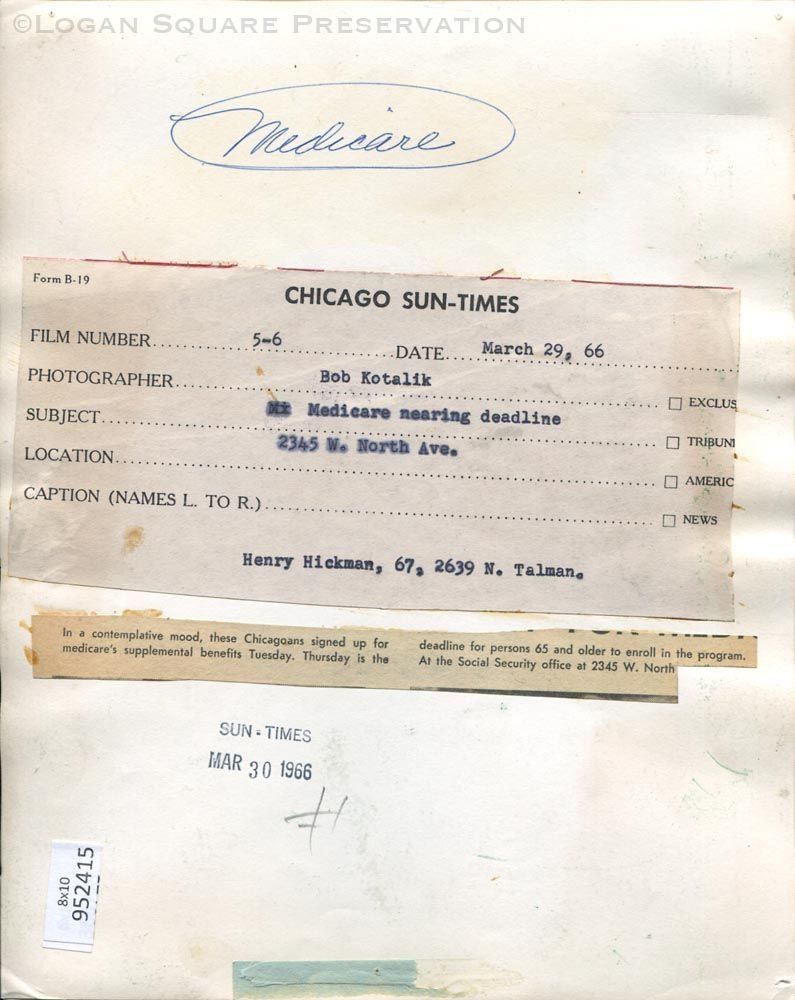 ©Logan Square Preservation
Medicare
Form B-19
CHICAGO SUN-TIMES
FILM NUMBER 5-6 DATE March 29, 66
PHOTOGRAPHER Bob Kotalik
EXCLUS
SUBJECT Medicare nearing deadline
TRIBUN
LOCATION 2345 W. North Ave.
AMERIC
CAPTION (NAMES L. TO R.)
NEWS
Henry Hickman, 67, 2639 N. Talman.
In a contemplative mood, these Chicagoans signed up for
medicare's supplemental benefits Tuesday. Thursday is the
deadline for persons 65 and older to enroll in the program.
At the Social Security office at 2345 W. North
SUN-TIMES
MAR 30 1966
8x10
952415